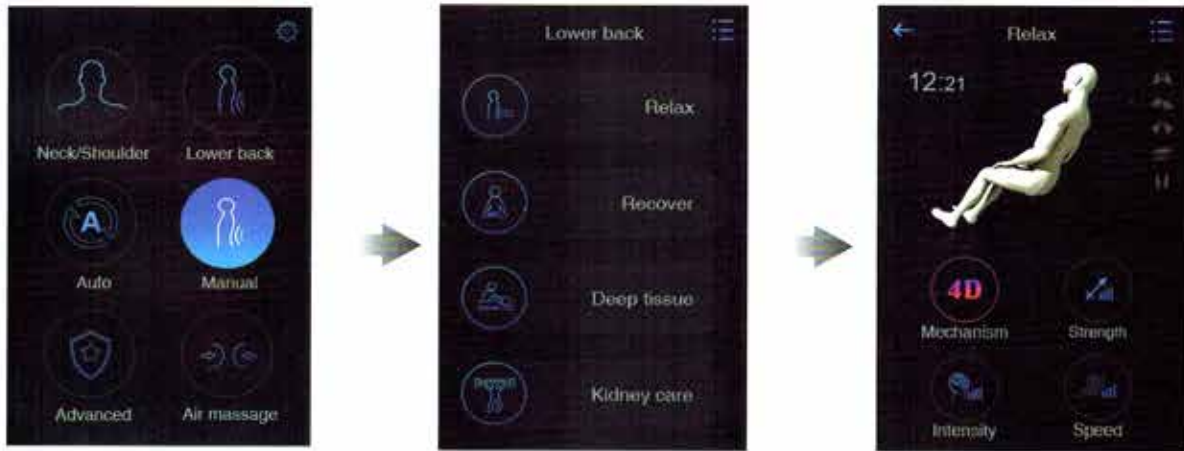 Neck/Shoulder
Lower back
A
Auto
Manual
Advanced
Air massage
Lower back
Relax
Recover
Deep tissue
Kidney care
Relax
12:21
4D
Mechanism
Strength
Intensity
Speed